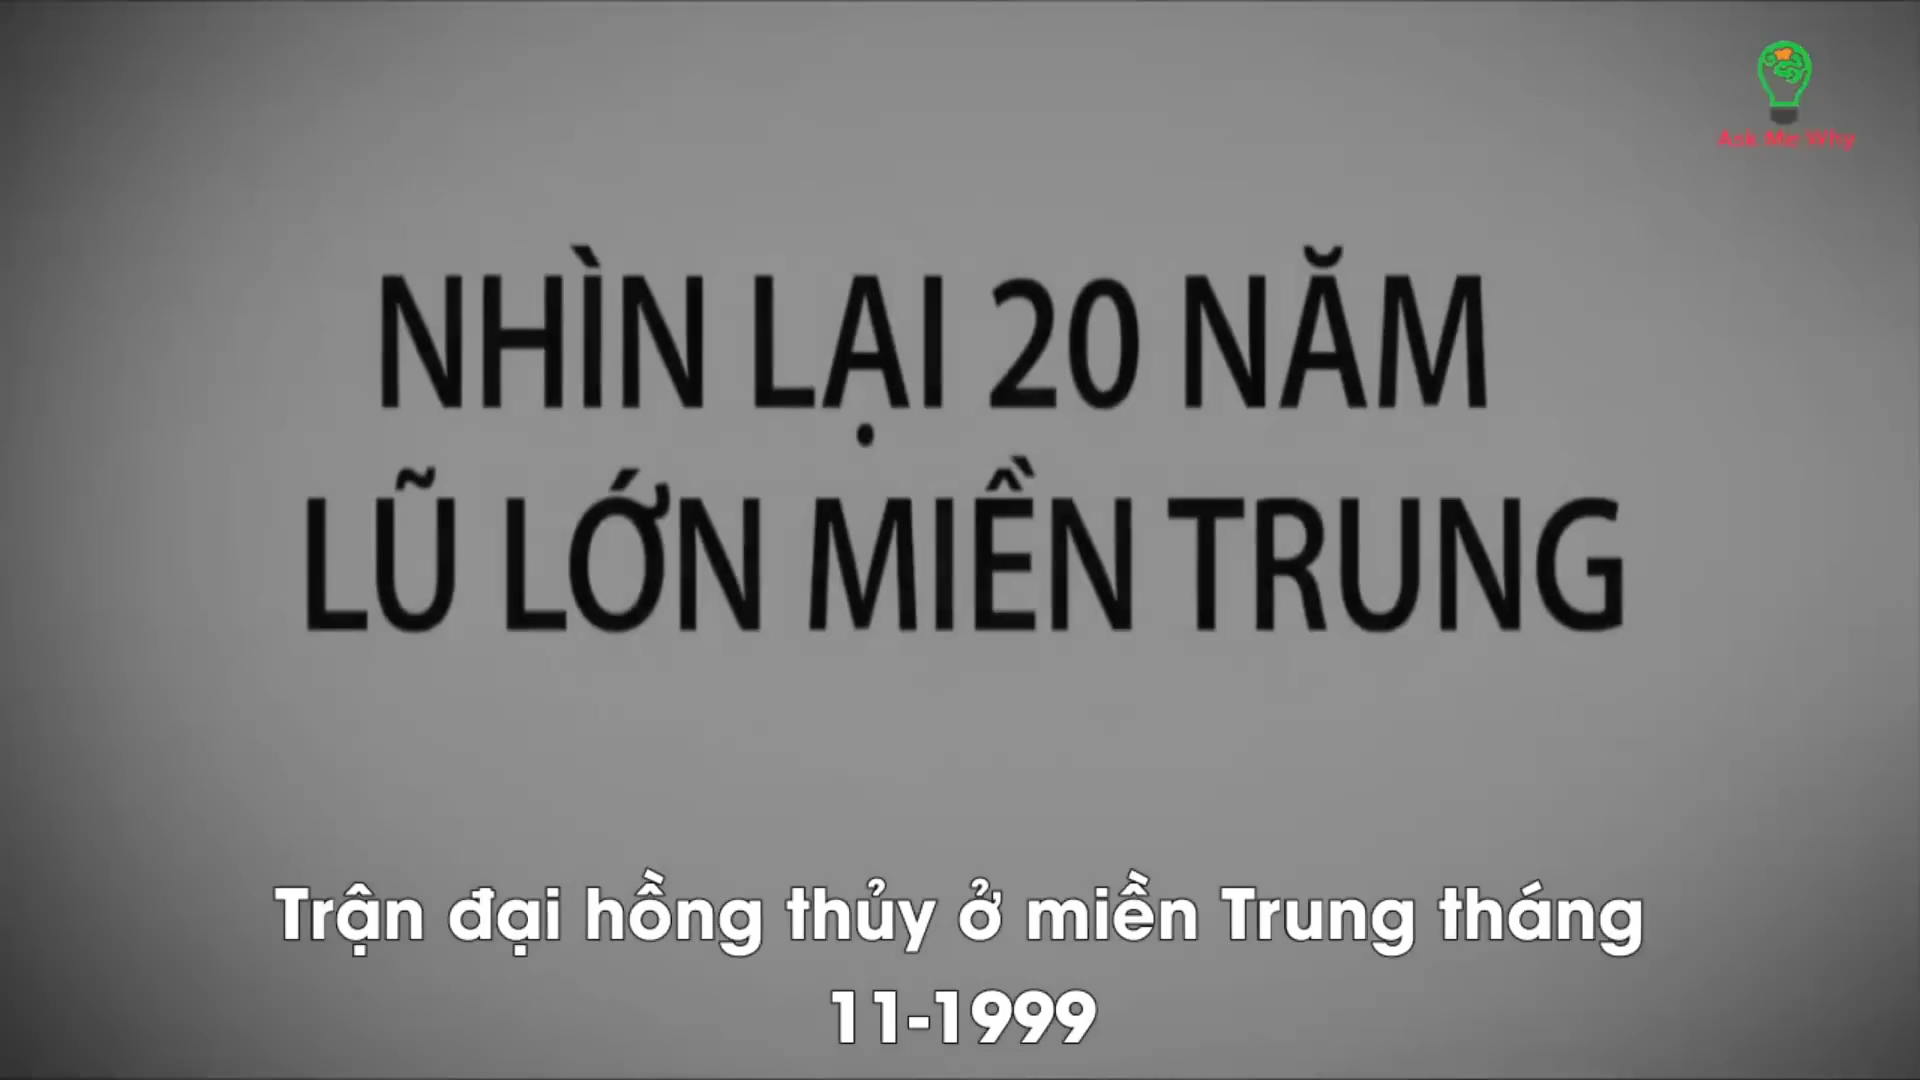 Ask Me Why
NHÌN LẠI 20 NĂM
LŨ LỚN MIỀN TRUNG
Trận đại hồng thủy ở miền Trung tháng
11-1999